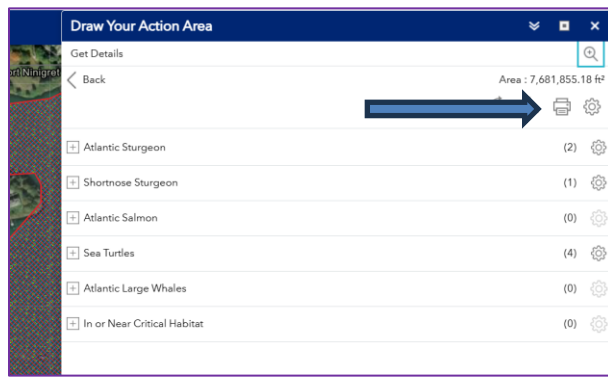 Draw Your Action Area
Get Details
Back
Area : 7,681,855.18 ft²
Atlantic Sturgeon (2)
Shortnose Sturgeon (1)
Atlantic Salmon (0)
Sea Turtles (4)
Atlantic Large Whales (0)
In or Near Critical Habitat (0)